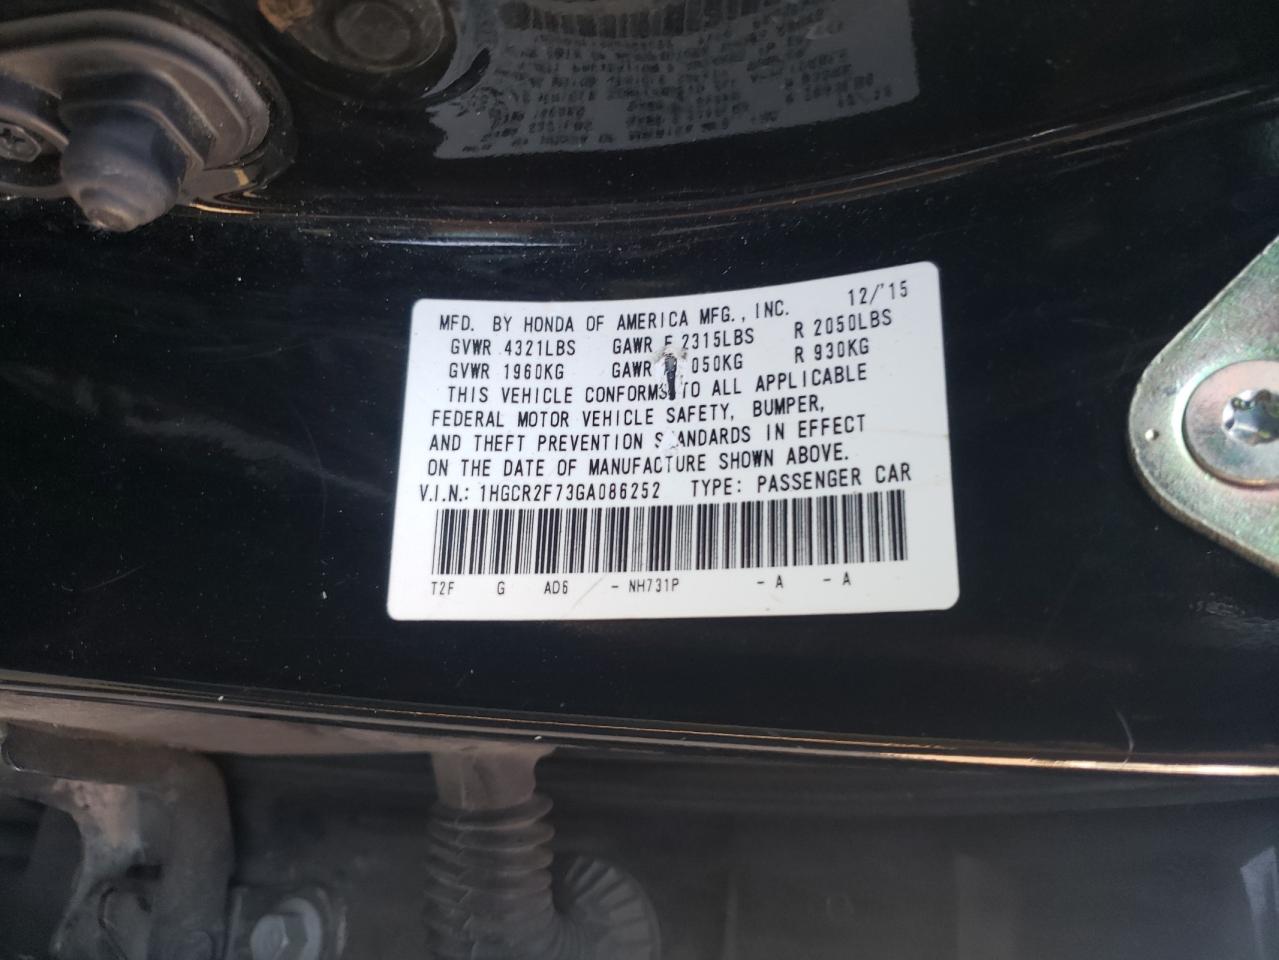 MFD. BY HONDA OF AMERICA MFG., INC. 12/'15
GVWR 4321LBS GAWR F 2315LBS R 2050LBS
GVWR 1960KG GAWR 050KG R 930KG
THIS VEHICLE CONFORMS TO ALL APPLICABLE
FEDERAL MOTOR VEHICLE SAFETY, BUMPER,
AND THEFT PREVENTION STANDARDS IN EFFECT
ON THE DATE OF MANUFACTURE SHOWN ABOVE.
V.I.N.: 1HGCR2F73GA086252 TYPE: PASSENGER CAR
T2F G AD6 - NH731P - A - A